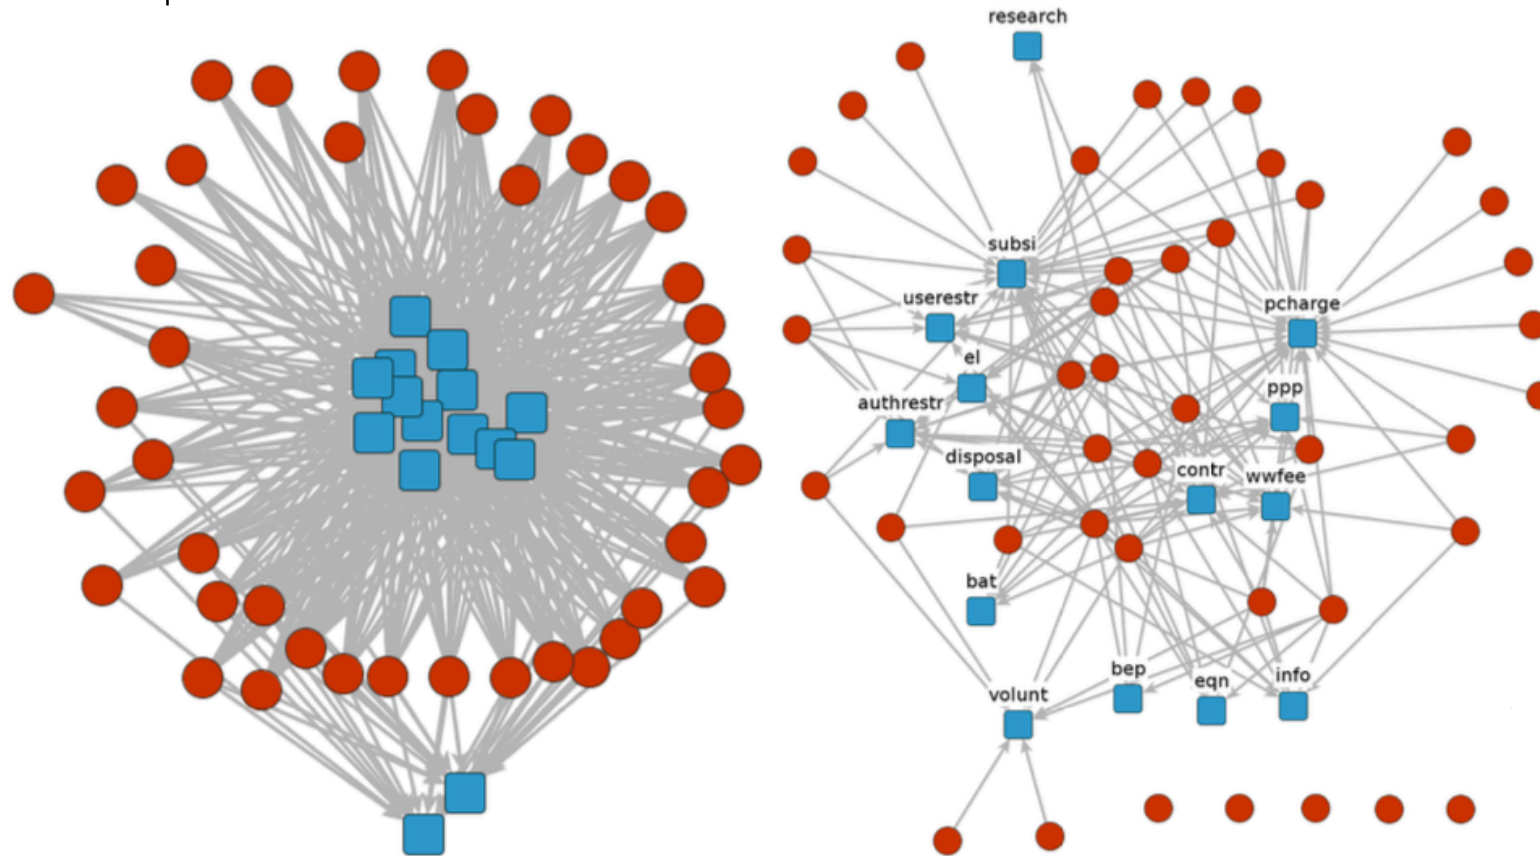 research
subsi
userestr
pcharge
el
ppp
authrestr
disposal
contr
wwfee
bat
bep
eqn
info
volunt